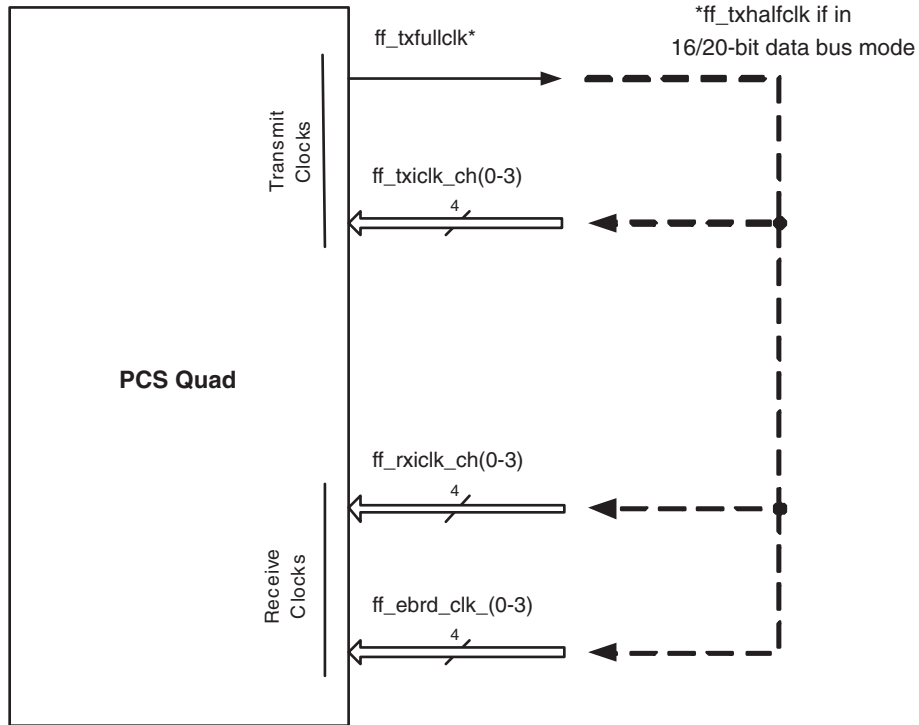 *ff_txhalfclk if in
16/20-bit data bus mode
ff_txfullclk*
Transmit
Clocks
ff_txiclk_ch(0-3)
4
PCS Quad
ff_rxiclk_ch(0-3)
4
Receive
Clocks
ff_ebrd_clk_(0-3)
4